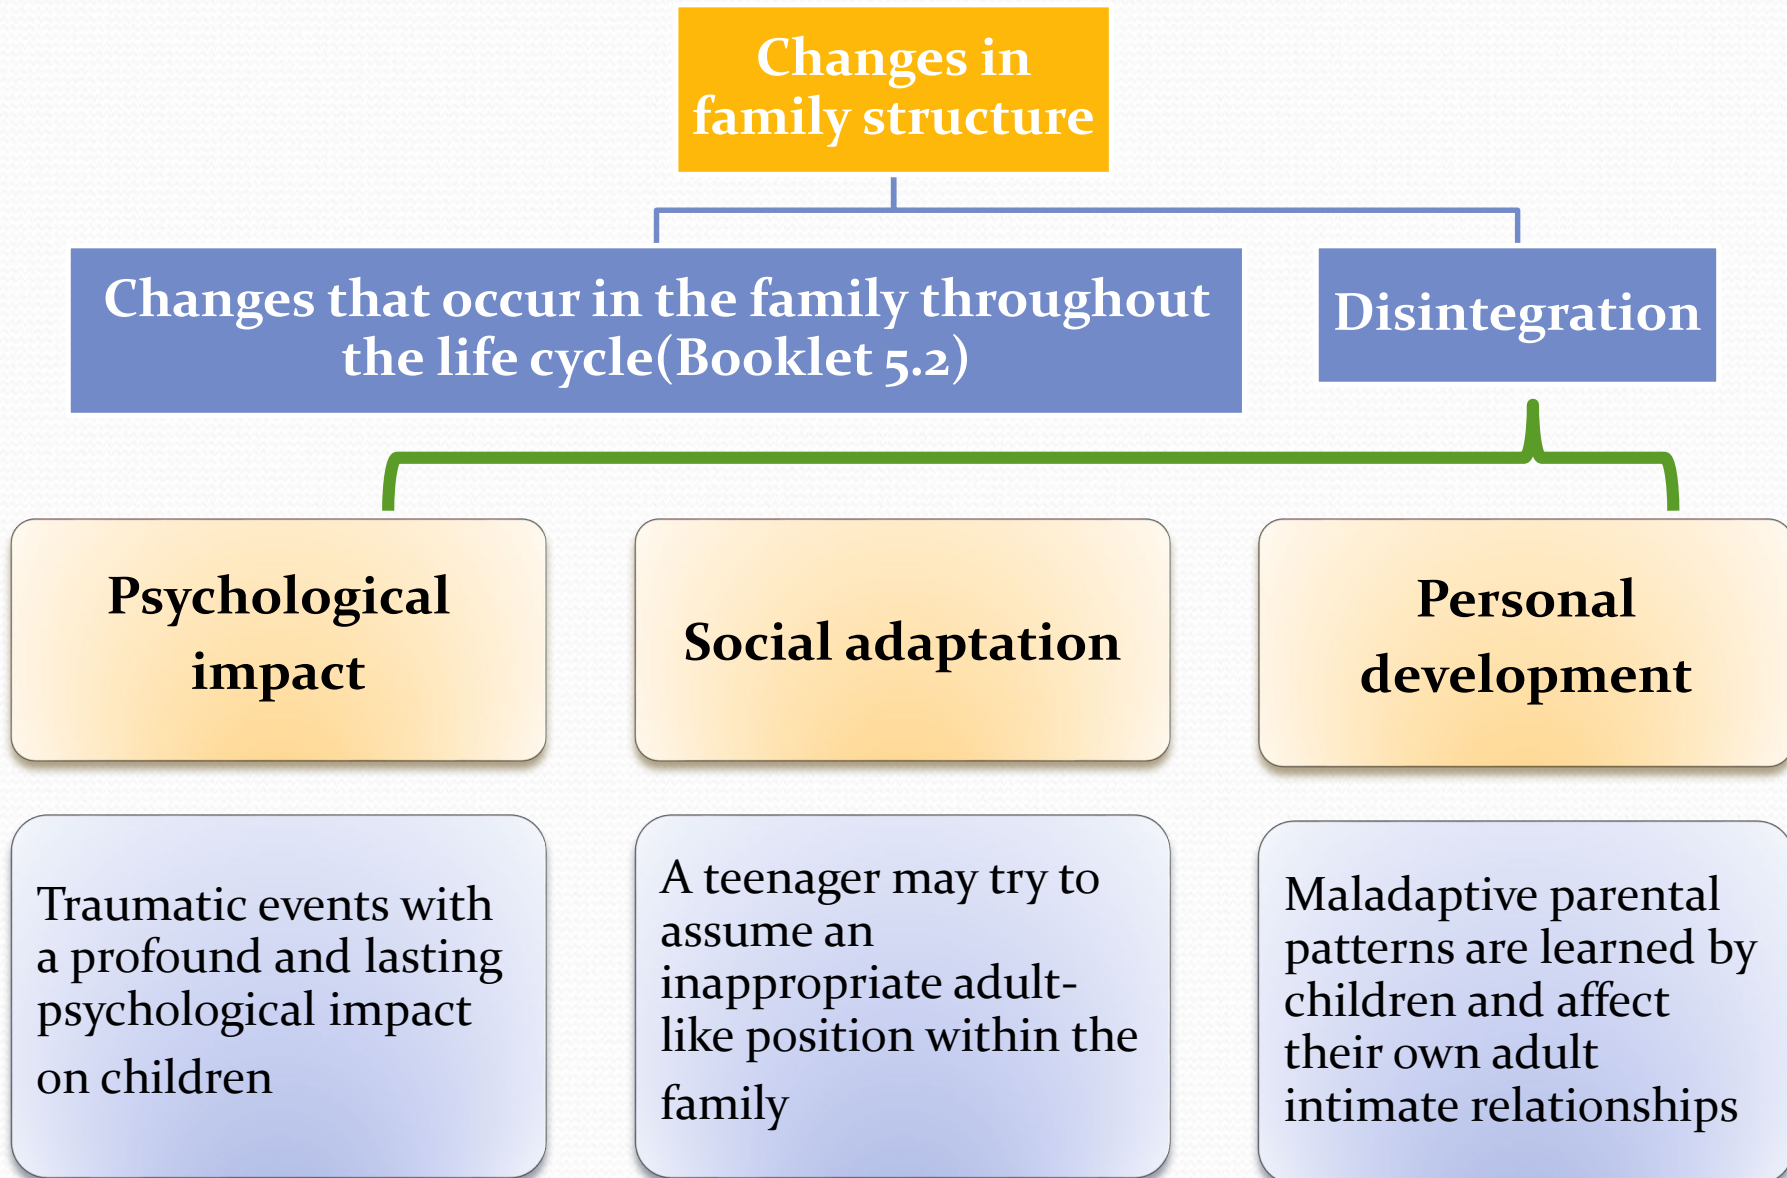 Changes in
family structure
Changes that occur in the family throughout
the life cycle(Booklet 5.2)
Disintegration
Psychological
impact
Social adaptation
Personal
development
Traumatic events with
a profound and lasting
psychological impact
on children
A teenager may try to
assume an
inappropriate adult-
like position within the
family
Maladaptive parental
patterns are learned by
children and affect
their own adult
intimate relationships